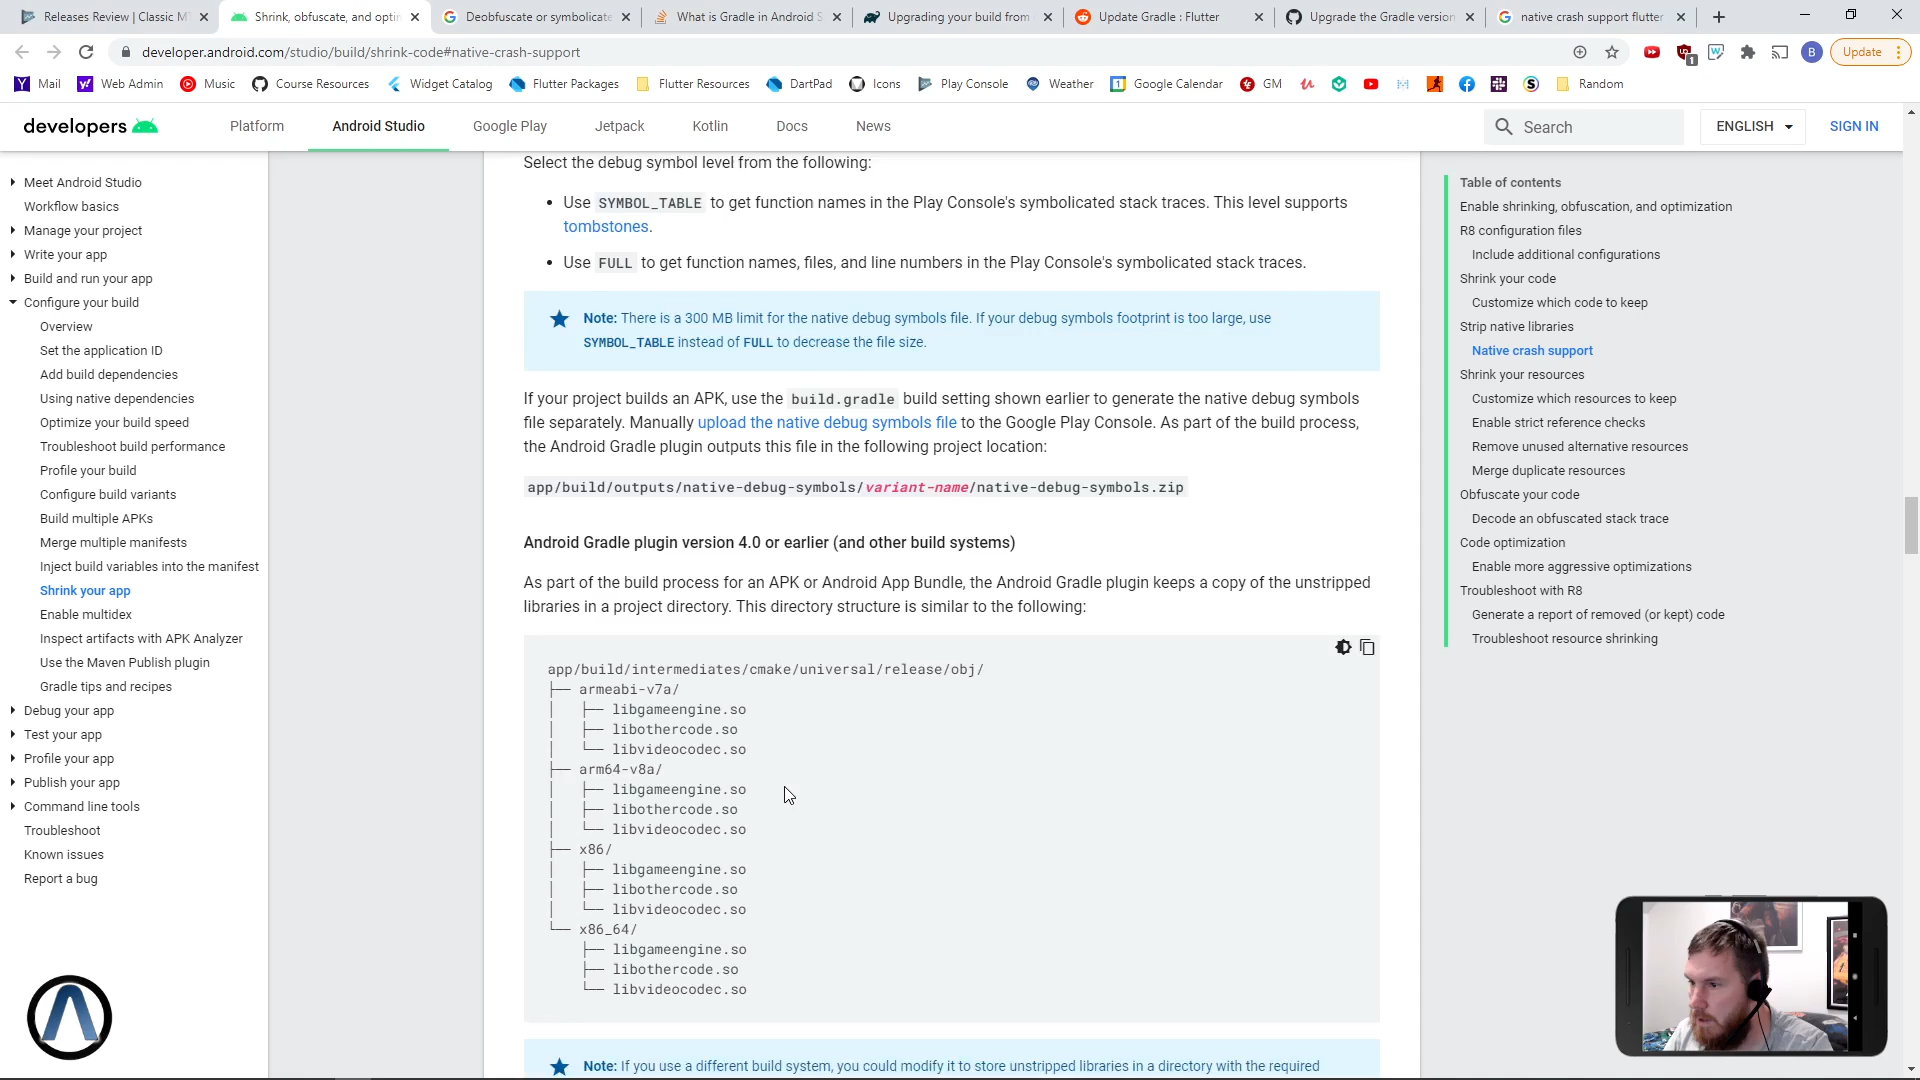 Releases Review | Classic M
Shrink, obfuscate, and optin
Deobfuscate or symbolicate
What is Gradle in Android S
Upgrading your build from
Update Gradle : Flutter
Upgrade the Gradle version
native crash support flutter
developer.android.com/studio/build/shrink-code#native-crash-support
1
B
Update
Mail
Web Admin
Music
Course Resources
Widget Catalog
Flutter Packages
Flutter Resources
DartPad
Icons
Play Console
Weather
Google Calendar
GM
Random
developers
Platform
Android Studio
Google Play
Jetpack
Kotlin
Docs
News
Search
ENGLISH
SIGN IN
Meet Android Studio
Workflow basics
Manage your project
Write your app
Build and run your app
Configure your build
Overview
Set the application ID
Add build dependencies
Using native dependencies
Optimize your build speed
Troubleshoot build performance
Profile your build
Configure build variants
Build multiple APKs
Merge multiple manifests
Inject build variables into the manifest
Shrink your app
Enable multidex
Inspect artifacts with APK Analyzer
Use the Maven Publish plugin
Gradle tips and recipes
Debug your app
Test your app
Profile your app
Publish your app
Command line tools
Troubleshoot
Known issues
Report a bug
Select the debug symbol level from the following:
• Use SYMBOL_TABLE to get function names in the Play Console's symbolicated stack traces. This level supports
tombstones.
• Use FULL to get function names, files, and line numbers in the Play Console's symbolicated stack traces.
Note: There is a 300 MB limit for the native debug symbols file. If your debug symbols footprint is too large, use
SYMBOL_TABLE instead of FULL to decrease the file size.
If your project builds an APK, use the build.gradle build setting shown earlier to generate the native debug symbols
file separately. Manually upload the native debug symbols file to the Google Play Console. As part of the build process,
the Android Gradle plugin outputs this file in the following project location:
app/build/outputs/native-debug-symbols/variant-name/native-debug-symbols.zip
Android Gradle plugin version 4.0 or earlier (and other build systems)
As part of the build process for an APK or Android App Bundle, the Android Gradle plugin keeps a copy of the unstripped
libraries in a project directory. This directory structure is similar to the following:
app/build/intermediates/cmake/universal/release/obj/
├── armeabi-v7a/
│   ├── libgameengine.so
│   ├── libothercode.so
│   └── libvideocodec.so
├── arm64-v8a/
│   ├── libgameengine.so
│   ├── libothercode.so
│   └── libvideocodec.so
├── x86/
│   ├── libgameengine.so
│   ├── libothercode.so
│   └── libvideocodec.so
└── x86_64/
    ├── libgameengine.so
    ├── libothercode.so
    └── libvideocodec.so
Note: If you use a different build system, you could modify it to store unstripped libraries in a directory with the required
Table of contents
Enable shrinking, obfuscation, and optimization
R8 configuration files
Include additional configurations
Shrink your code
Customize which code to keep
Strip native libraries
Native crash support
Shrink your resources
Customize which resources to keep
Enable strict reference checks
Remove unused alternative resources
Merge duplicate resources
Obfuscate your code
Decode an obfuscated stack trace
Code optimization
Enable more aggressive optimizations
Troubleshoot with R8
Generate a report of removed (or kept) code
Troubleshoot resource shrinking